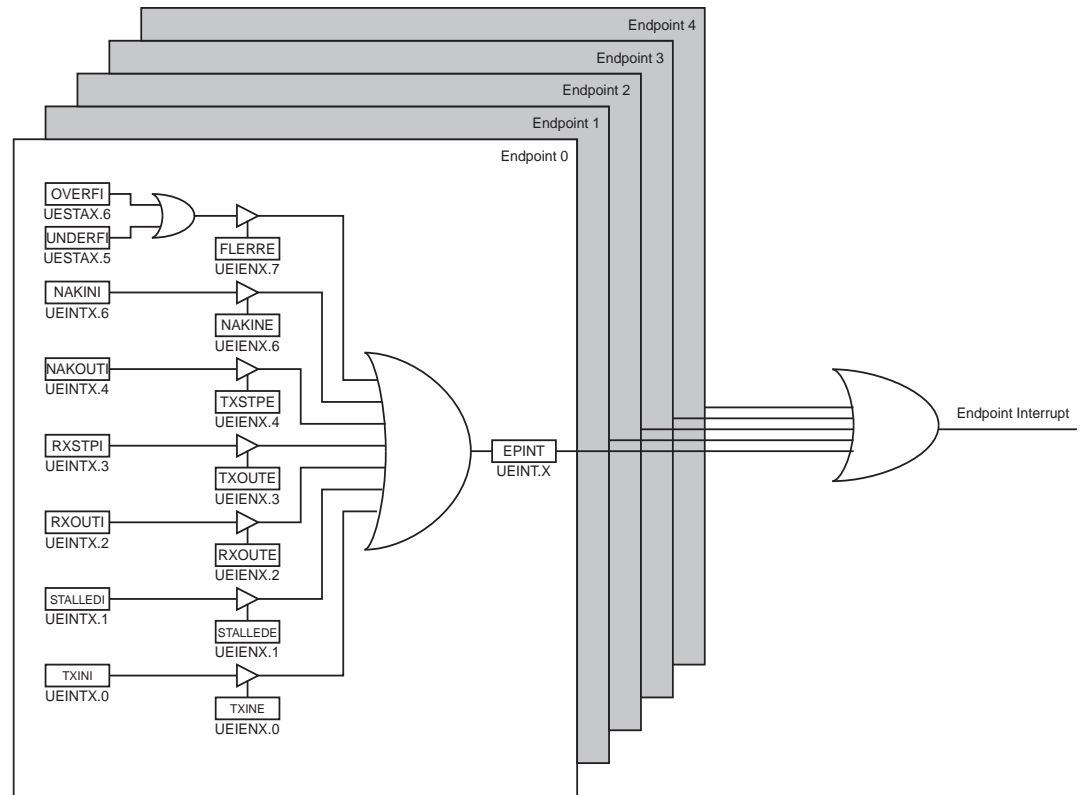 Endpoint 4
Endpoint 3
Endpoint 2
Endpoint 1
Endpoint 0
OVERFI
UESTAX.6
UNDERFI
UESTAX.5
FLERRE
UEIENX.7
NAKINI
UEINTX.6
NAKINE
UEIENX.6
NAKOUTI
UEINTX.4
TXSTPE
UEIENX.4
RXSTPI
UEINTX.3
TXOUTE
UEIENX.3
RXOUTI
UEINTX.2
RXOUTE
UEIENX.2
STALLEDI
UEINTX.1
STALLEDE
UEIENX.1
TXINI
UEINTX.0
TXINE
UEIENX.0
EPINT
UEINT.X
Endpoint Interrupt